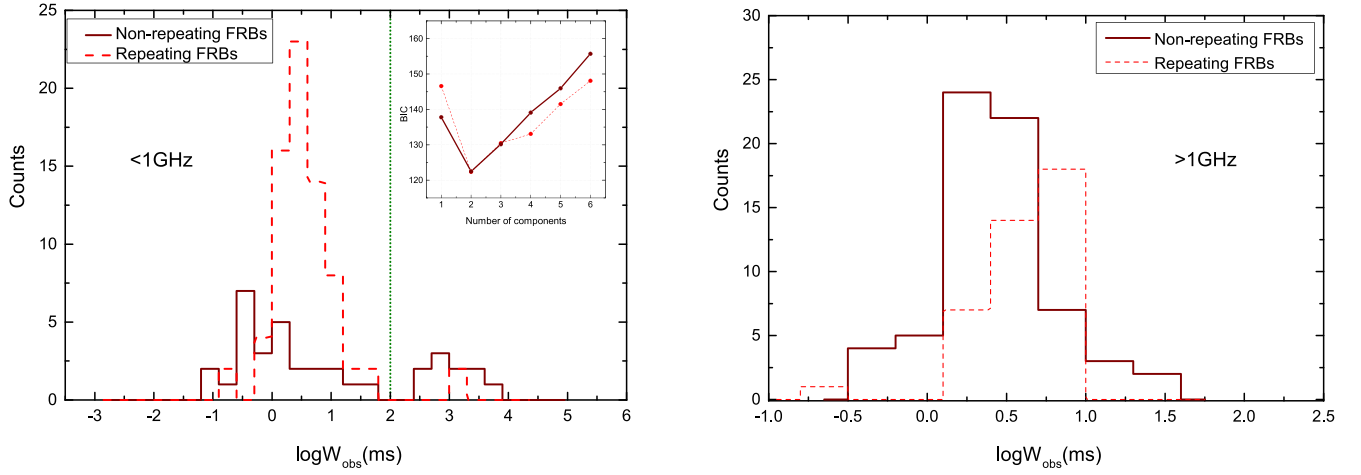 25
20
15
10
5
0
Counts
Non-repeating FRBs
Repeating FRBs
<1GHz
160
150
140
130
120
BIC
1 2 3 4 5 6
Number of components
-3 -2 -1 0 1 2 3 4 5 6
logWobs(ms)
30
25
20
15
10
5
0
Counts
Non-repeating FRBs
Repeating FRBs
>1GHz
-1.0 -0.5 0.0 0.5 1.0 1.5 2.0 2.5
logWobs(ms)